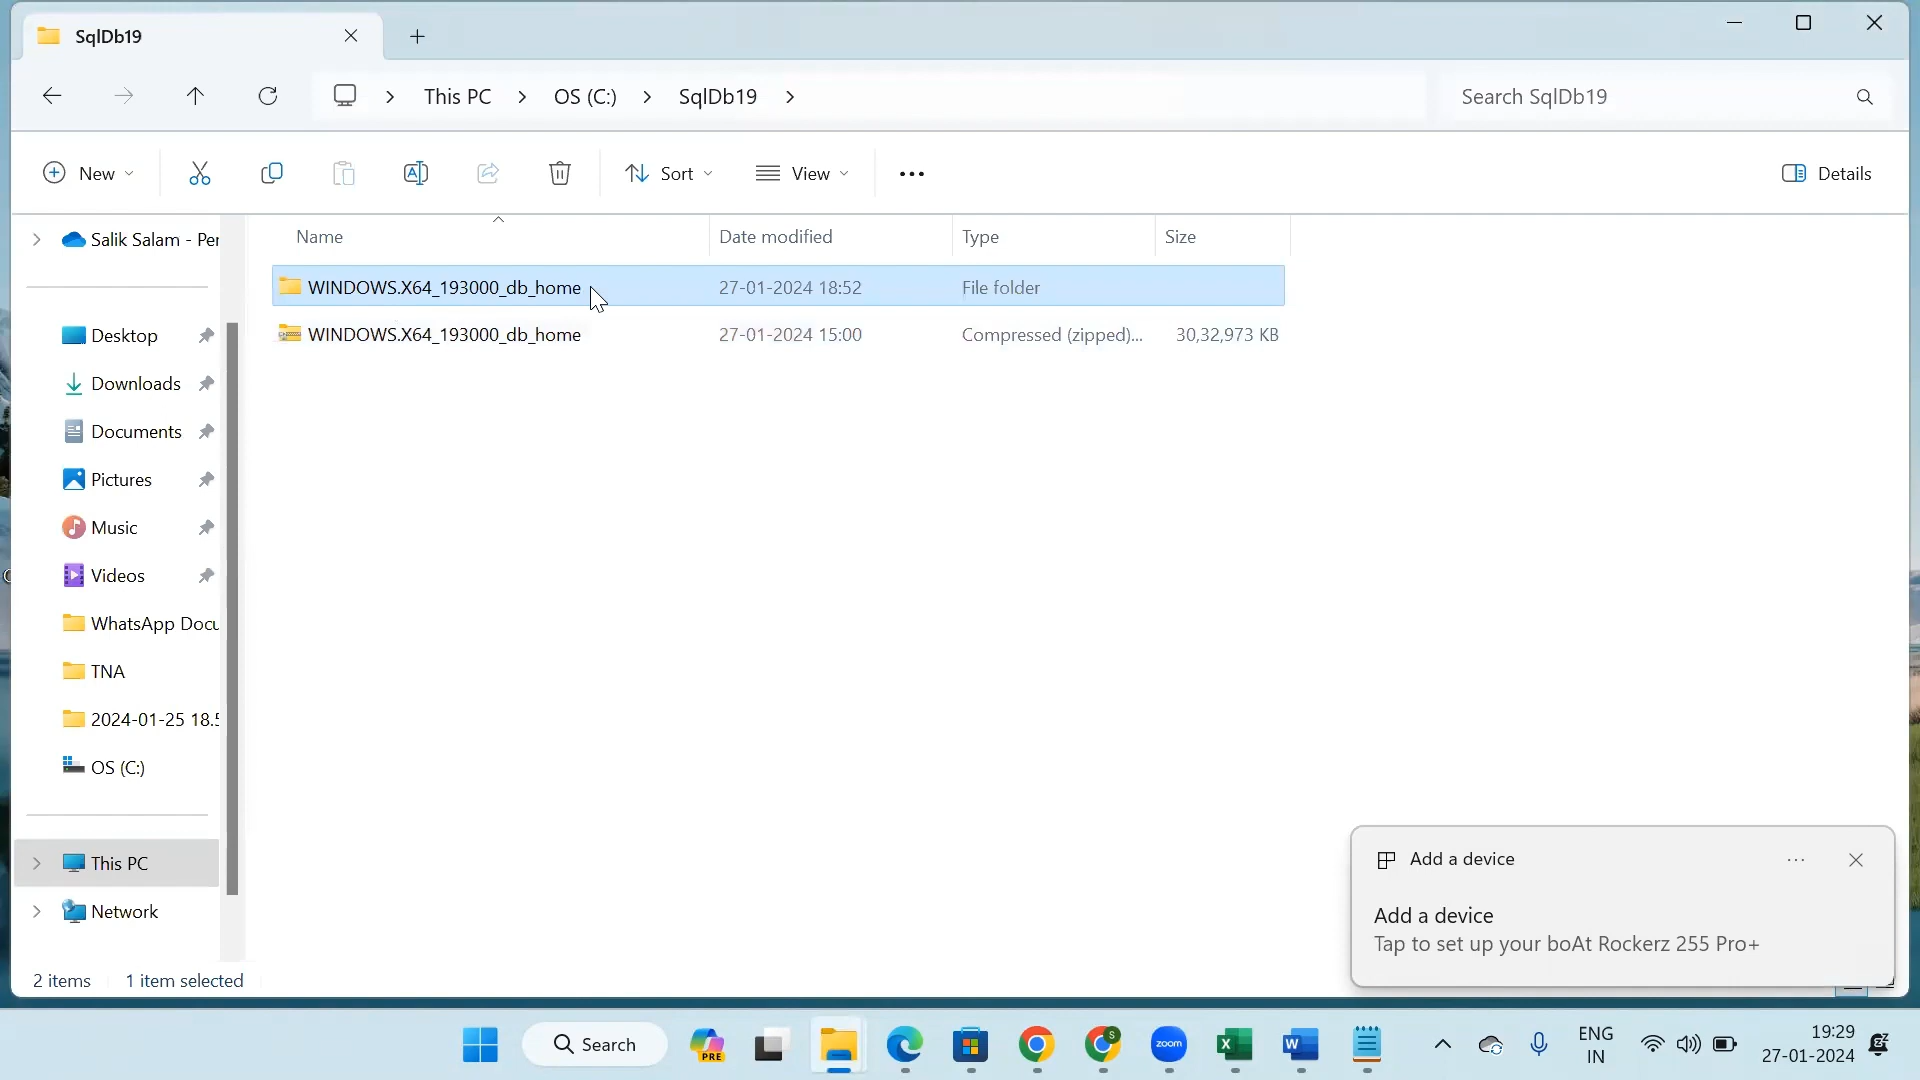 SqlDb19
This PC
OS (C:)
SqlDb19
Search SqlDb19
New
Sort
View
Details
Name
Date modified
Type
Size
WINDOWS.X64_193000_db_home
27-01-2024 18:52
File folder
WINDOWS.X64_193000_db_home
27-01-2024 15:00
Compressed (zipped)...
30,32,973 KB
Salik Salam - Per
Desktop
Downloads
Documents
Pictures
Music
Videos
WhatsApp Docu
TNA
2024-01-25 18.5
OS (C:)
This PC
Network
2 items
1 item selected
Add a device
Add a device
Tap to set up your boAt Rockerz 255 Pro+
Search
PRE
S
zoom
X
W
ENG
IN
19:29
27-01-2024